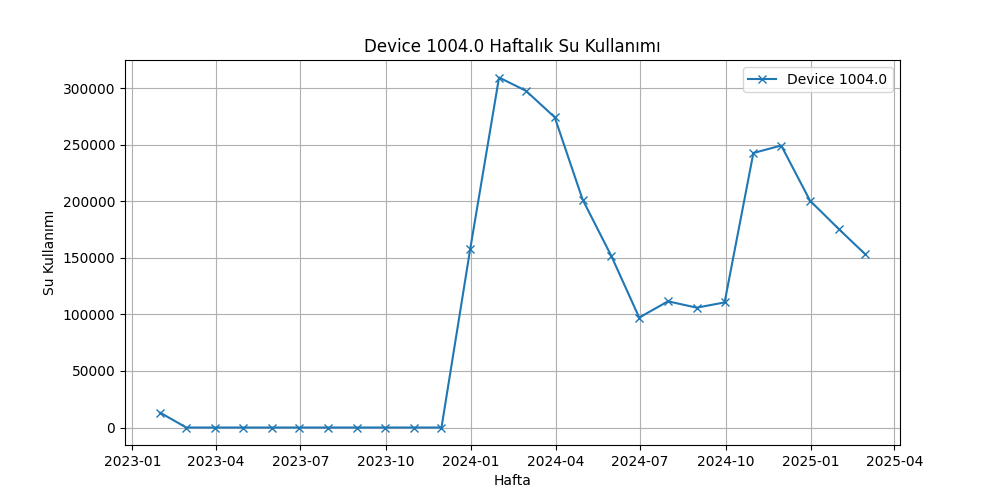 Device 1004.0 Haftalık Su Kullanımı
Device 1004.0
Su Kullanımı
300000
250000
200000
150000
100000
50000
0
2023-01 2023-04 2023-07 2023-10 2024-01 2024-04 2024-07 2024-10 2025-01 2025-04
Hafta